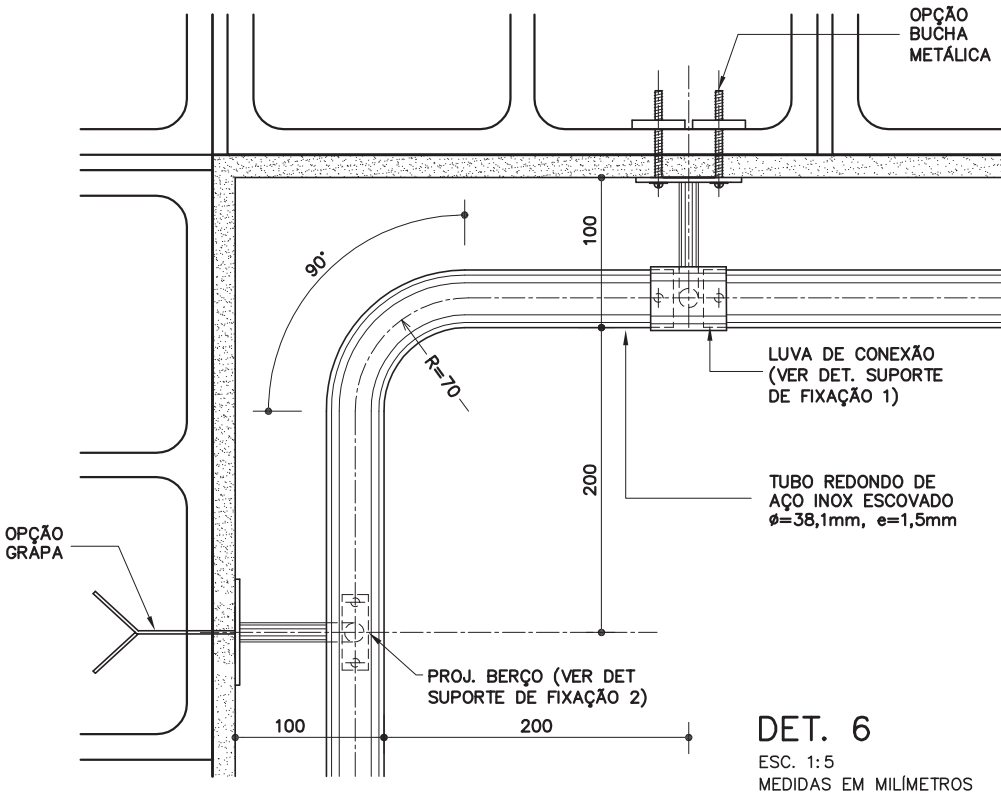 OPÇÃO
BUCHA
METÁLICA
100
90°
R=70
LUVA DE CONEXÃO
(VER DET. SUPORTE
DE FIXAÇÃO 1)
200
TUBO REDONDO DE
AÇO INOX ESCOVADO
ø=38,1mm, e=1,5mm
OPÇÃO
GRAPA
PROJ. BERÇO (VER DET
SUPORTE DE FIXAÇÃO 2)
100
200
DET. 6
ESC. 1:5
MEDIDAS EM MILÍMETROS